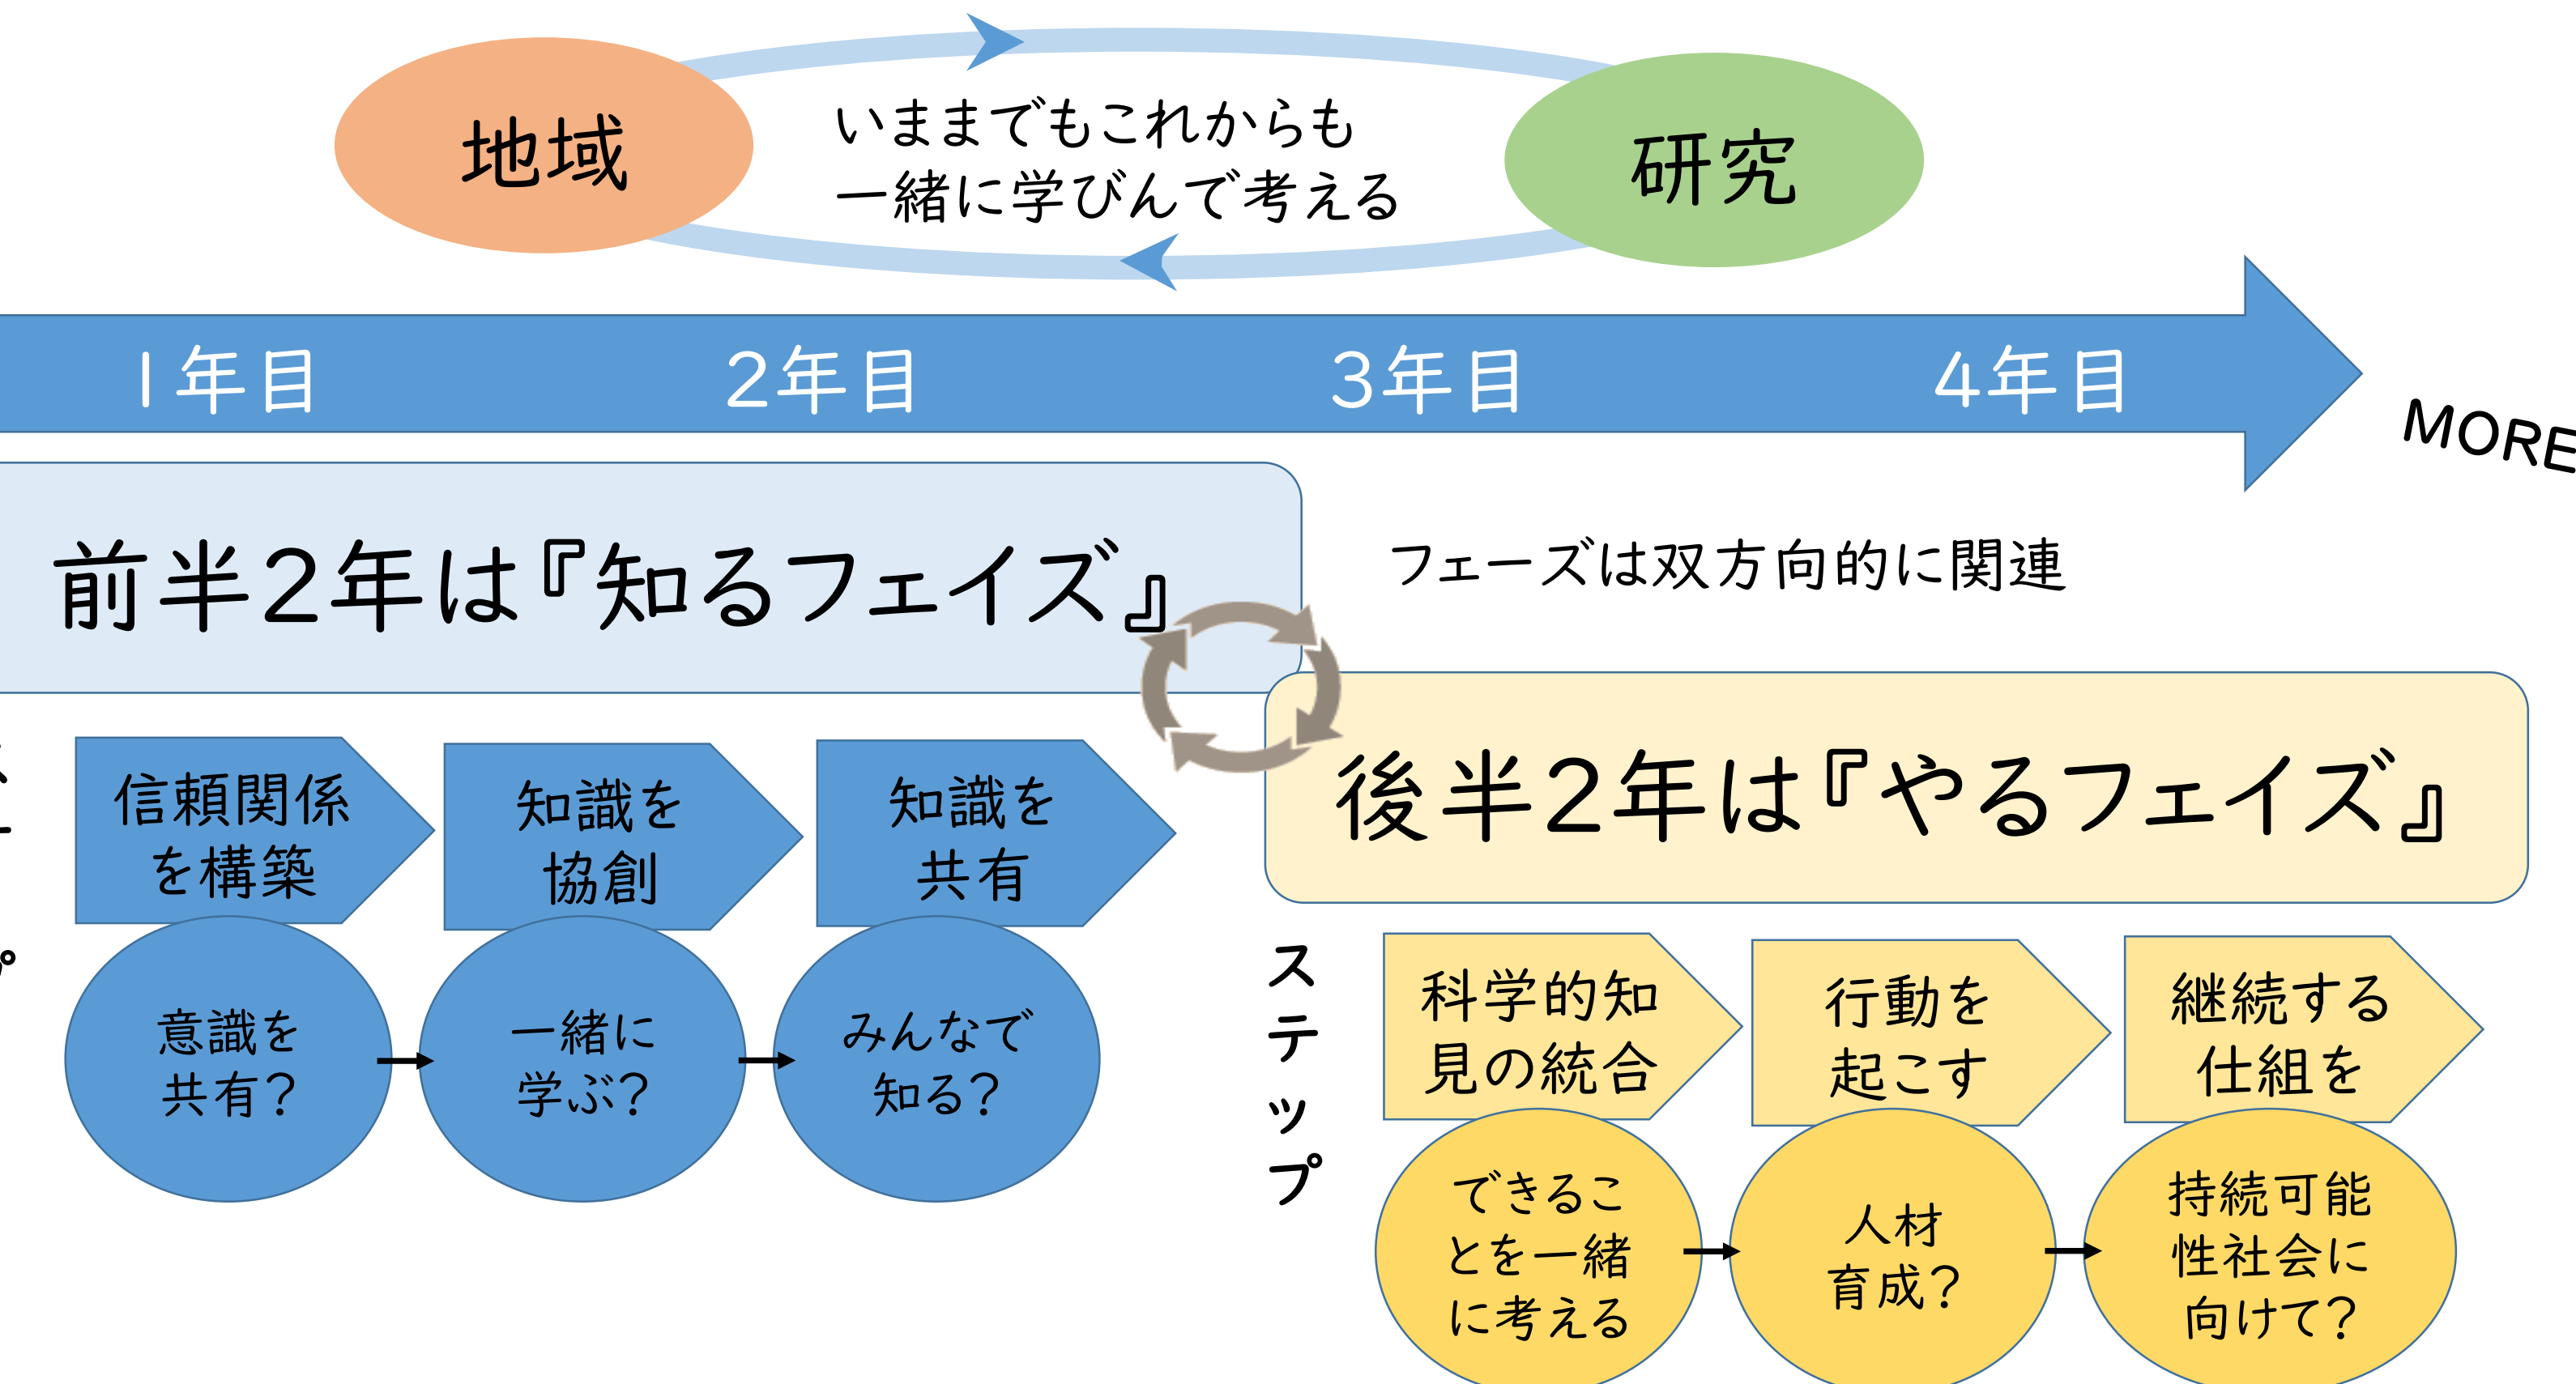 地域
いままでもこれからも
一緒に学びんで考える
研究
1年目
2年目
3年目
4年目
MORE
前半2年は『知るフェイズ』
フェーズは双方向的に関連
後半2年は『やるフェイズ』
信頼関係
を構築
知識を
協創
知識を
共有
意識を
共有?
一緒に
学ぶ?
みんなで
知る?
ス
テ
ッ
プ
科学的知
見の統合
行動を
起こす
継続する
仕組を
できるこ
とを一緒
に考える
人材
育成?
持続可能
性社会に
向けて?